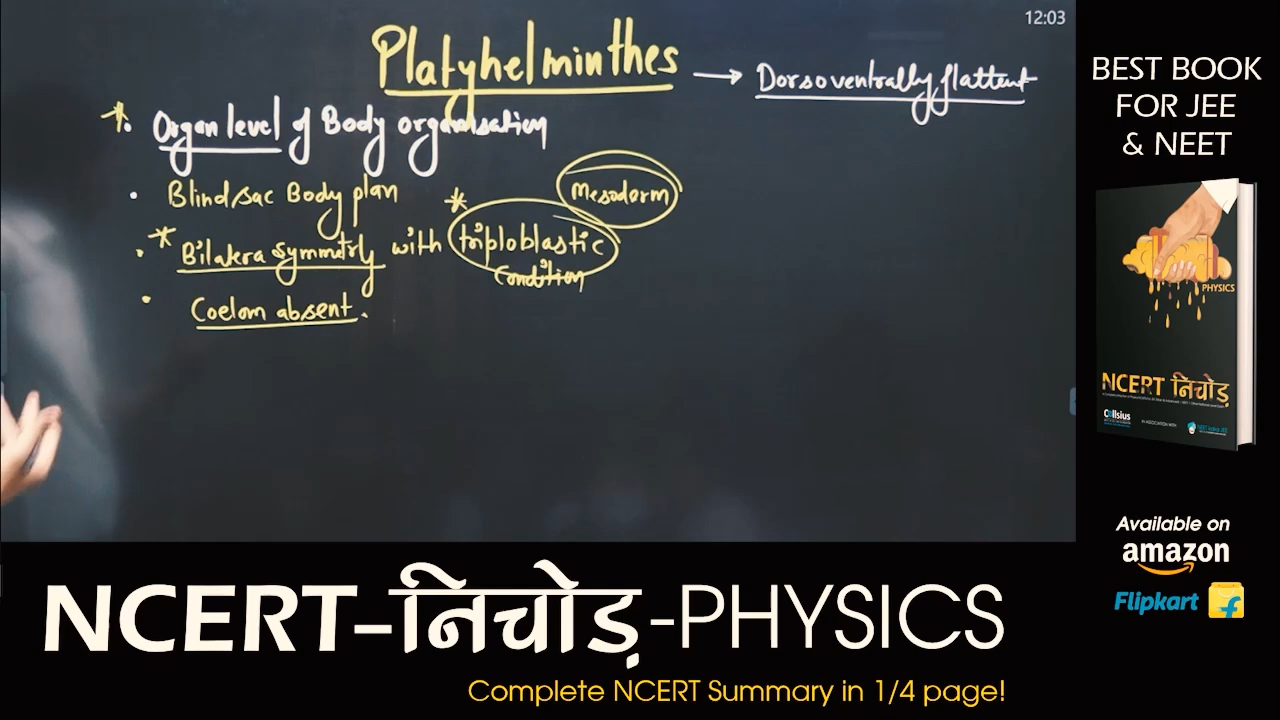 12:03
Platyhelminthes → Dorsoventrally flattent
* Organ level of Body organisation
• Blind/sac Body plan
Mesoderm
• * Bilatera symmetrly with * triploblastic
Condition
• Coelom absent.
BEST BOOK
FOR JEE
& NEET
PHYSICS
NCERT निचोड़
Available on
amazon
Flipkart
NCERT-निचोड़-PHYSICS
Complete NCERT Summary in 1/4 page!